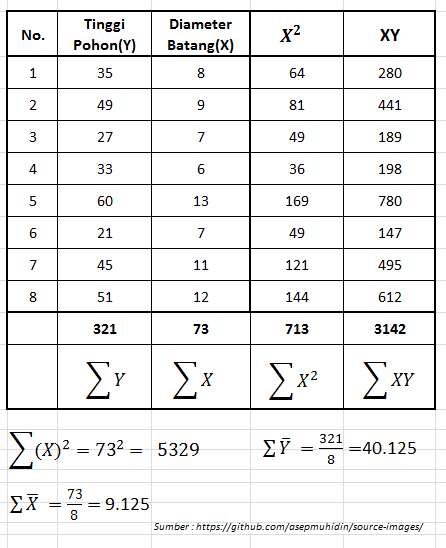 No. Tinggi Pohon(Y) Diameter Batang(X) X² XY
1 35 8 64 280
2 49 9 81 441
3 27 7 49 189
4 33 6 36 198
5 60 13 169 780
6 21 7 49 147
7 45 11 121 495
8 51 12 144 612
321 73 713 3142
∑Y ∑X ∑X² ∑XY
∑(X)² = 73² = 5329
∑Ȳ = 321/8 =40.125
∑X̄ = 73/8 = 9.125
Sumber : https://github.com/asepmuhidin/source-images/